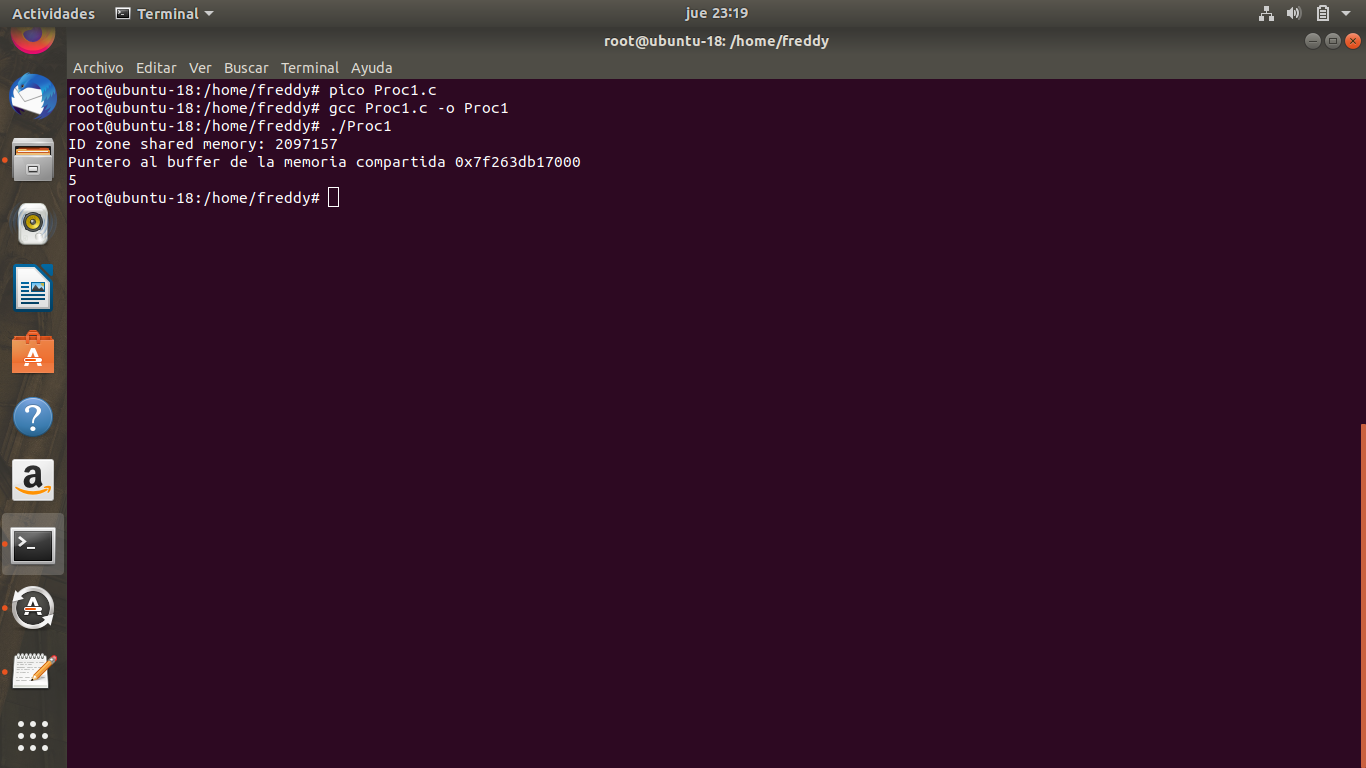 Actividades Terminal jue 23:19
root@ubuntu-18: /home/freddy
Archivo Editar Ver Buscar Terminal Ayuda
root@ubuntu-18:/home/freddy# pico Proc1.c
root@ubuntu-18:/home/freddy# gcc Proc1.c -o Proc1
root@ubuntu-18:/home/freddy# ./Proc1
ID zone shared memory: 2097157
Puntero al buffer de la memoria compartida 0x7f263db17000
5
root@ubuntu-18:/home/freddy#